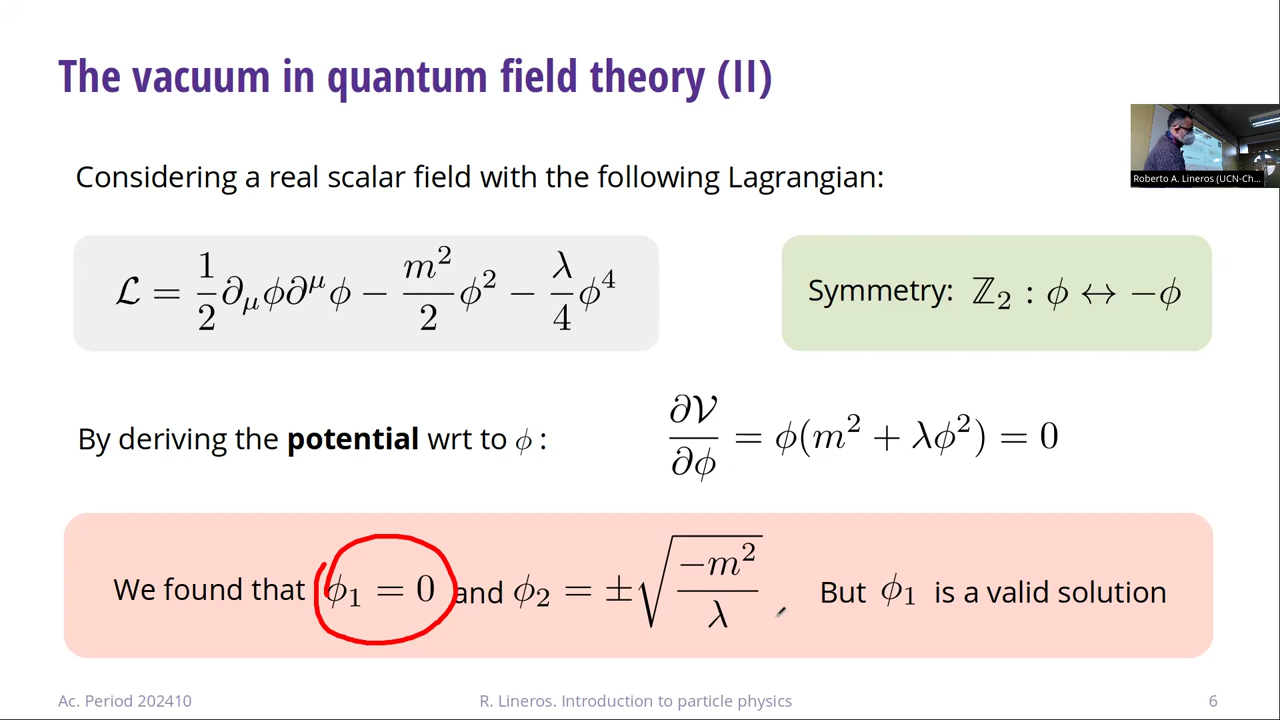 The vacuum in quantum field theory (II)
Roberto A. Lineros (UCN-Ch...
Considering a real scalar field with the following Lagrangian:
ℒ = 1/2 ∂_μϕ∂^μϕ − m²/2 ϕ² − λ/4 ϕ⁴
Symmetry: ℤ₂ : ϕ ↔ −ϕ
By deriving the potential wrt to ϕ :
∂𝒱/∂ϕ = ϕ(m² + λϕ²) = 0
We found that ϕ₁ = 0 and ϕ₂ = ±√(−m²/λ) But ϕ₁ is a valid solution
Ac. Period 202410
R. Lineros. Introduction to particle physics
6